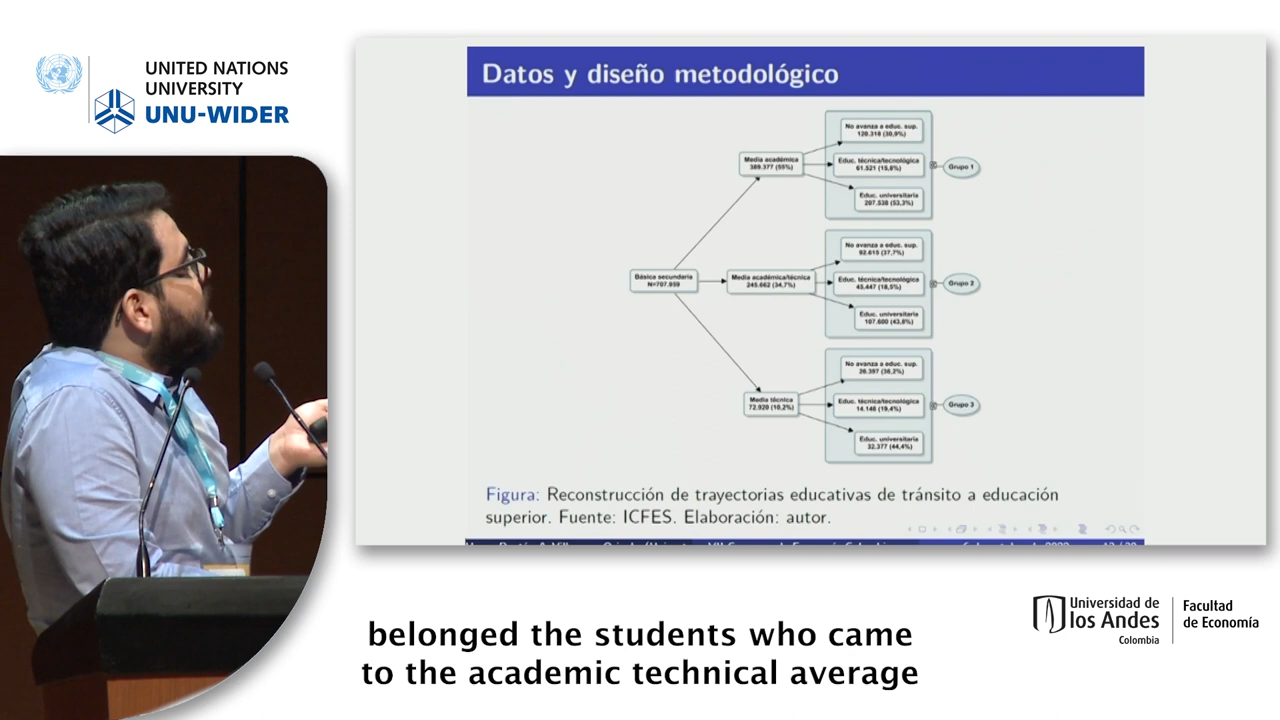 UNITED NATIONS
UNIVERSITY
UNU-WIDER
Datos y diseño metodológico
No avanza a educ. sup.
120.318 (30,9%)
Media académica
389.377 (55%)
Educ. técnica/tecnológica
61.521 (15,8%)
Grupo 1
Educ. universitaria
207.538 (53,3%)
No avanza a educ. sup.
92.615 (37,7%)
Básica secundaria
N=707.959
Media académica/técnica
245.662 (34,7%)
Educ. técnica/tecnológica
45.447 (18,5%)
Grupo 2
Educ. universitaria
107.600 (43,8%)
No avanza a educ. sup.
26.397 (36,2%)
Media técnica
72.920 (10,2%)
Educ. técnica/tecnológica
14.146 (19,4%)
Grupo 3
Educ. universitaria
32.377 (44,4%)
Figura: Reconstrucción de trayectorias educativas de tránsito a educación
superior. Fuente: ICFES. Elaboración: autor.
belonged the students who came
to the academic technical average
Universidad de
los Andes
Colombia
Facultad
de Economía